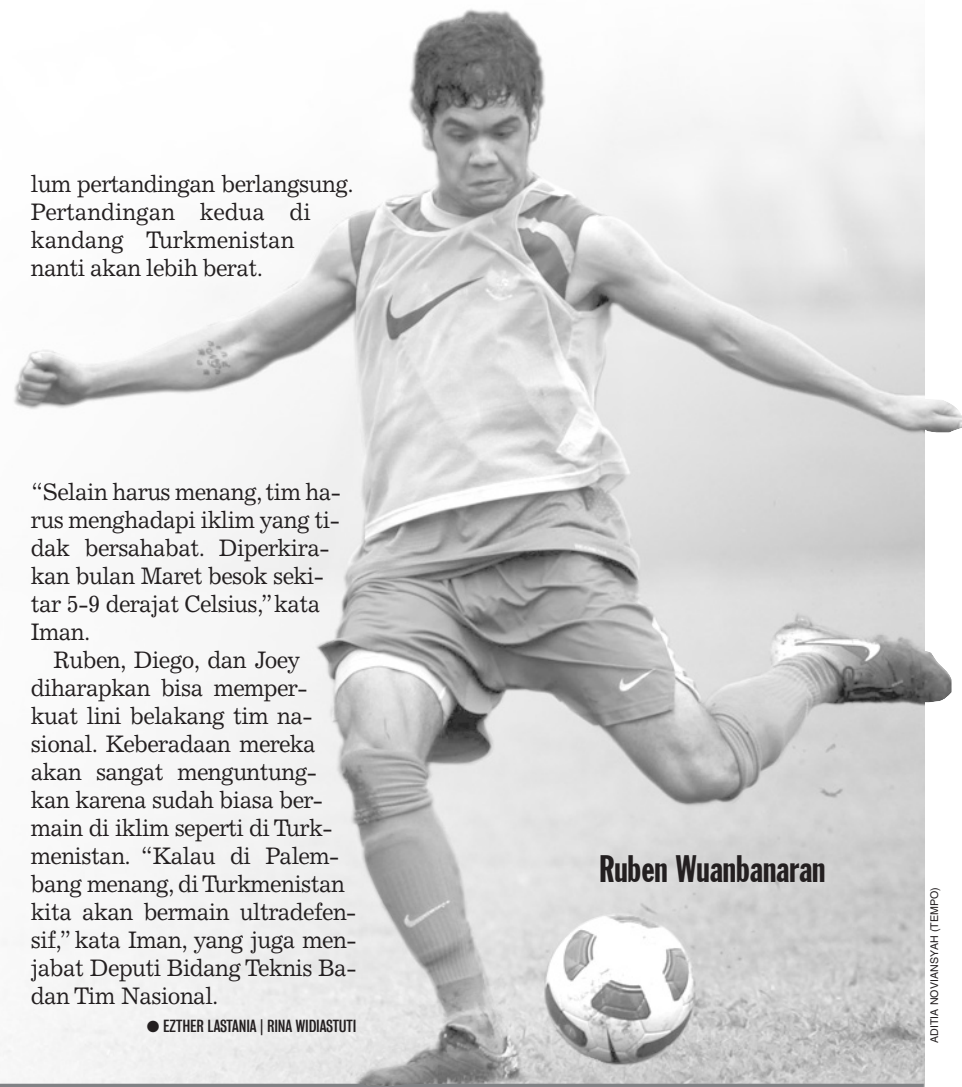 lum pertandingan berlangsung.
Pertandingan kedua di
kandang Turkmenistan
nanti akan lebih berat.
“Selain harus menang, tim ha-
rus menghadapi iklim yang ti-
dak bersahabat. Diperkira-
kan bulan Maret besok seki-
tar 5-9 derajat Celsius,” kata
Iman.
Ruben, Diego, dan Joey
diharapkan bisa memper-
kuat lini belakang tim na-
sional. Keberadaan mereka
akan sangat menguntung-
kan karena sudah biasa ber-
main di iklim seperti di Turk-
menistan. “Kalau di Palem-
bang menang, di Turkmenistan
kita akan bermain ultradefen-
sif,” kata Iman, yang juga men-
jabat Deputi Bidang Teknis Ba-
dan Tim Nasional.
● EZTHER LASTANIA | RINA WIDIASTUTI
Ruben Wuanbanaran
ADITIA NOVIANSYAH (TEMPO)